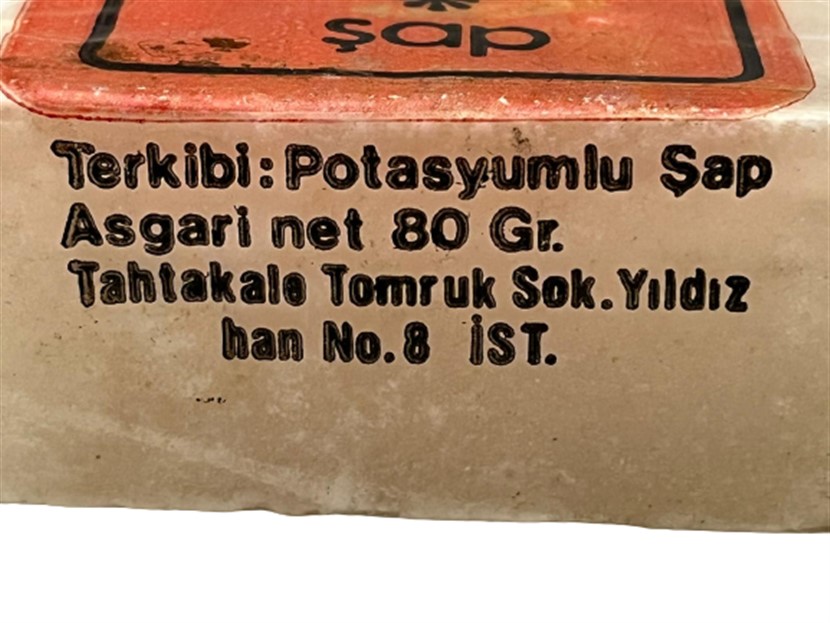 şap
Terkibi: Potasyumlu Şap
Asgari net 80 Gr.
Tahtakale Tomruk Sok. Yıldız
han No. 8 İST.